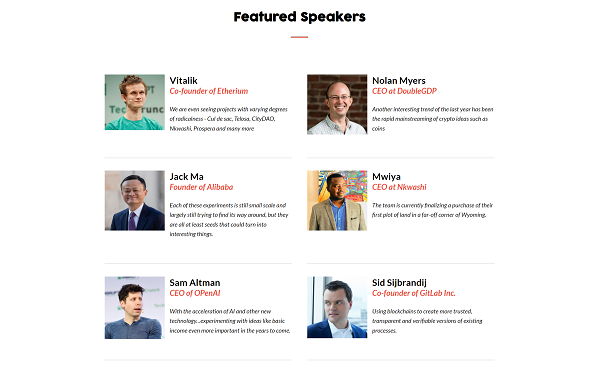 Featured Speakers
Vitalik
Co-founder of Etherium
We are even seeing projects with varying degrees
of radicalness - Cul de sac, Telosa, CityDAO,
Nkwashi, Prospera and many more
Nolan Myers
CEO at DoubleGDP
Another interesting trend of the last year has been
the rapid mainstreaming of crypto ideas such as
coins
Jack Ma
Founder of Alibaba
Each of these experiments is still small scale and
largely still trying to find its way around, but they
are all at least seeds that could turn into
interesting things.
Mwiya
CEO at Nkwashi
The team is currently finalizing a purchase of their
first plot of land in a far-off corner of Wyoming.
Sam Altman
CEO of OPenAI
With the acceleration of AI and other new
technology...experimenting with ideas like basic
income even more important in the years to come.
Sid Sijbrandij
Co-founder of GitLab Inc.
Using blockchains to create more trusted,
transparent and verifiable versions of existing
processes.